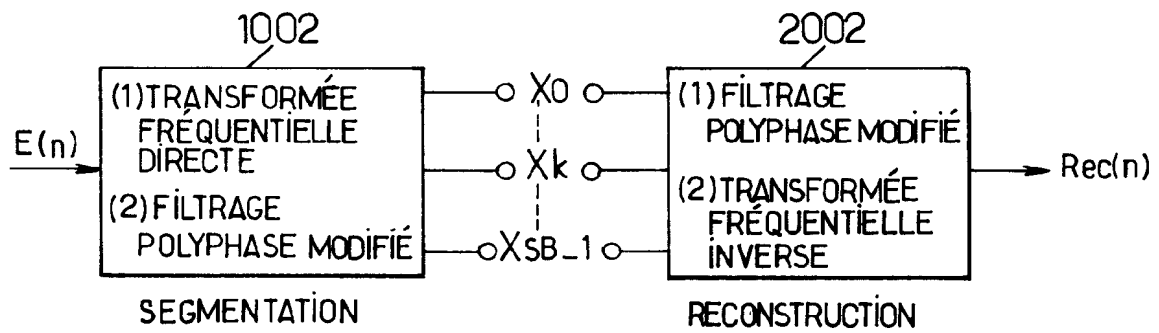 1002
2002
(1) TRANSFORMÉE
FRÉQUENTIELLE
DIRECTE
(2) FILTRAGE
POLYPHASE MODIFIÉ
E(n)
X0
Xk
XSB_1
(1) FILTRAGE
POLYPHASE MODIFIÉ
(2) TRANSFORMÉE
FRÉQUENTIELLE
INVERSE
Rec(n)
SEGMENTATION
RECONSTRUCTION